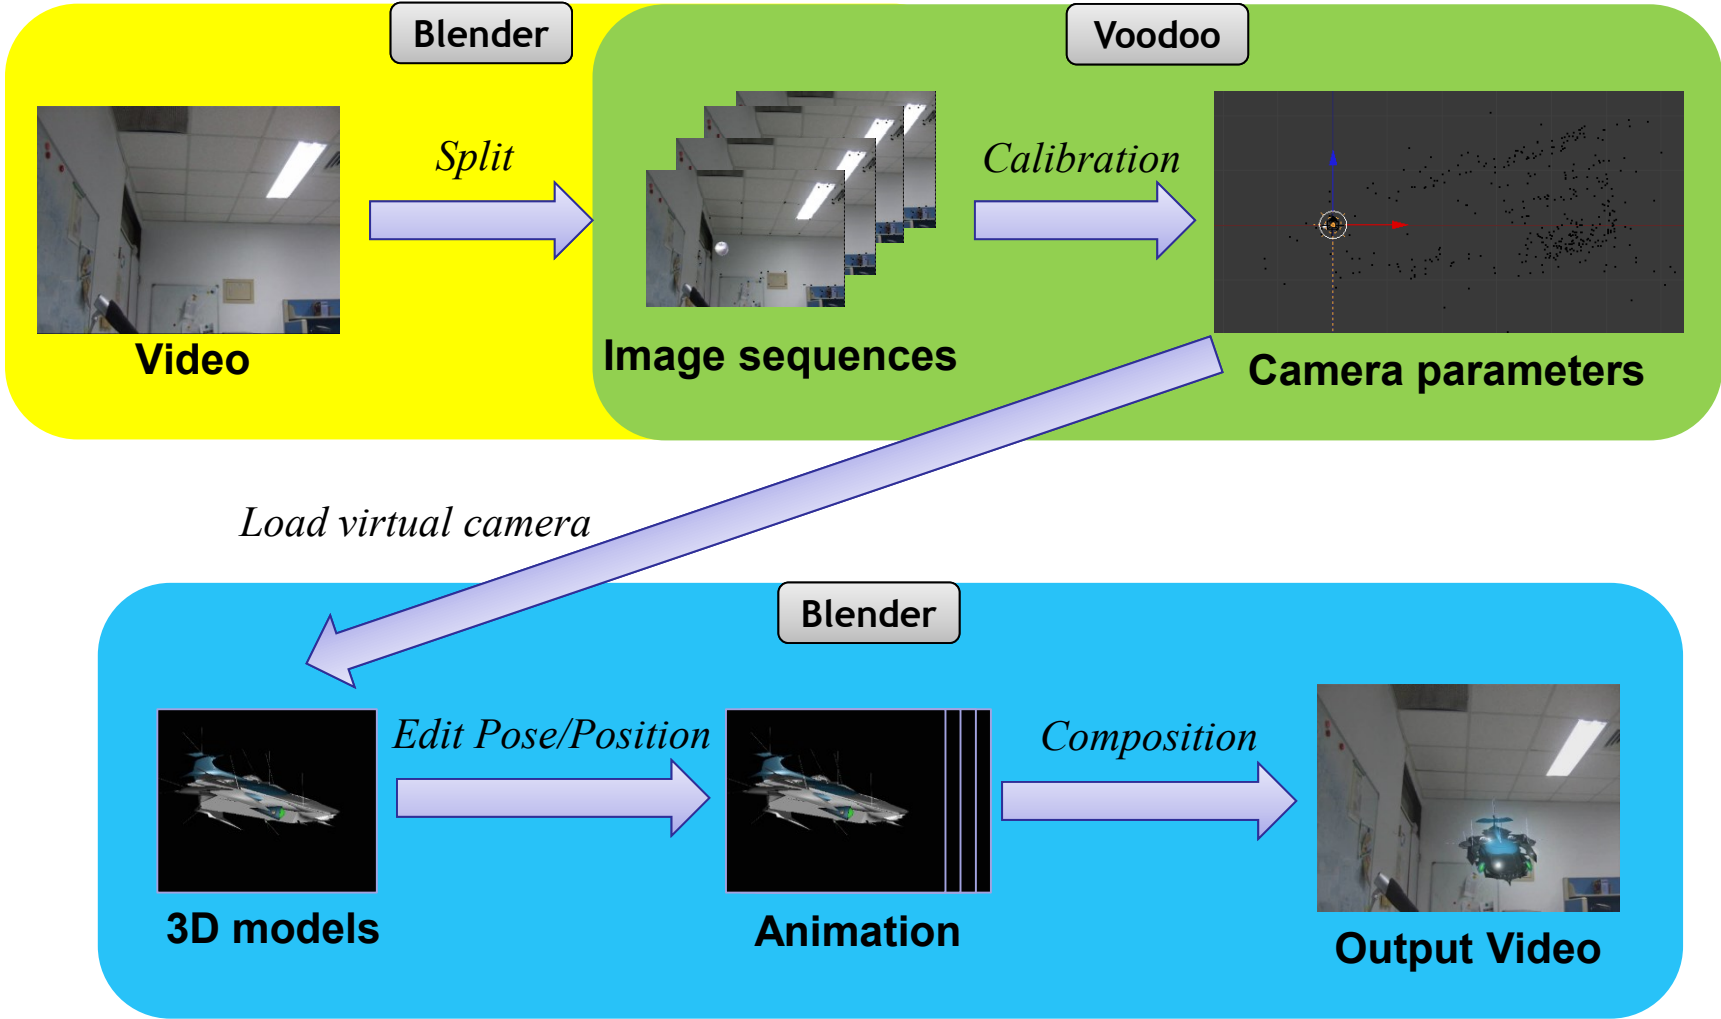 Blender
Voodoo
Split
Calibration
Video
Image sequences
Camera parameters
Load virtual camera
Blender
Edit Pose/Position
Composition
3D models
Animation
Output Video